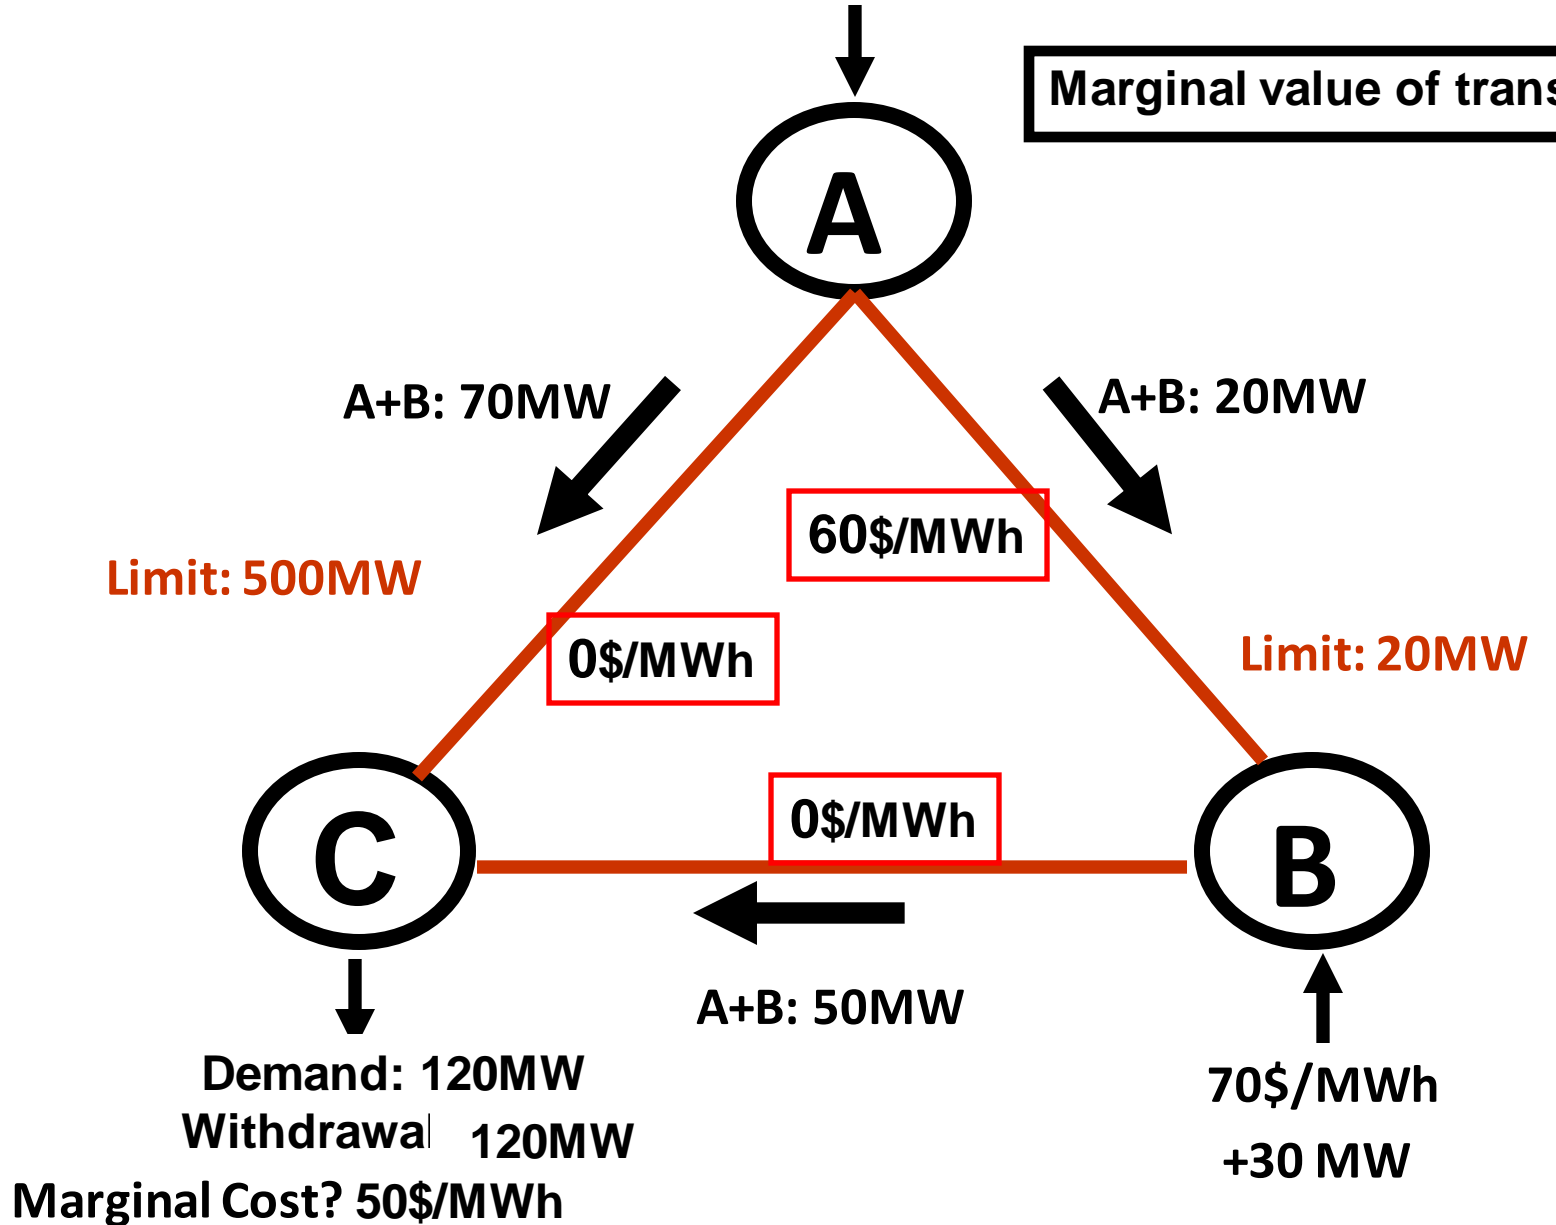 Marginal value of trans
A
A+B: 70MW
A+B: 20MW
60$/MWh
Limit: 500MW
0$/MWh
Limit: 20MW
0$/MWh
C
B
A+B: 50MW
Demand: 120MW
70$/MWh
Withdrawal 120MW
+30 MW
Marginal Cost? 50$/MWh